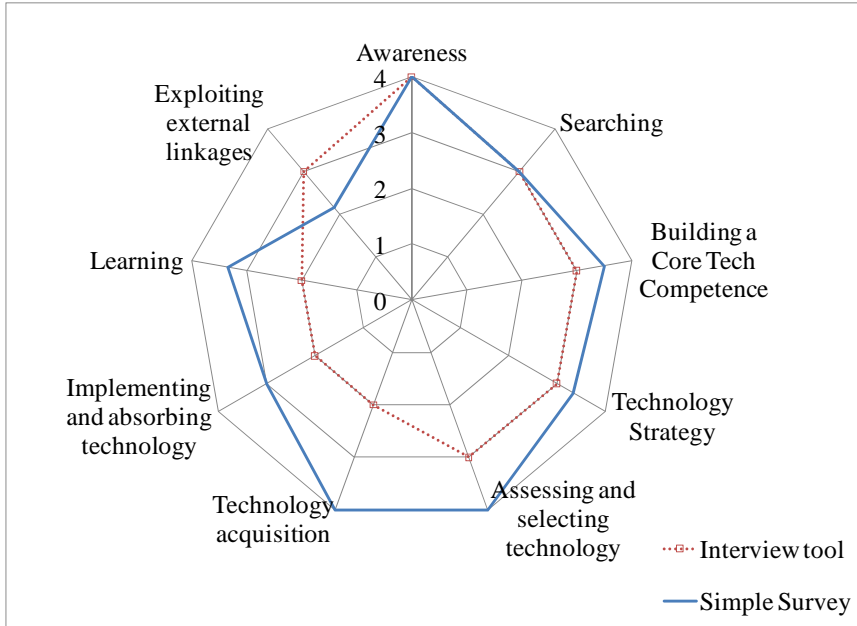 Awareness
Exploiting
external
linkages
Searching
4
3
2
1
0
Learning
Building a
Core Tech
Competence
Implementing
and absorbing
technology
Technology
Strategy
Technology
acquisition
Assessing and
selecting
technology
Interview tool
Simple Survey